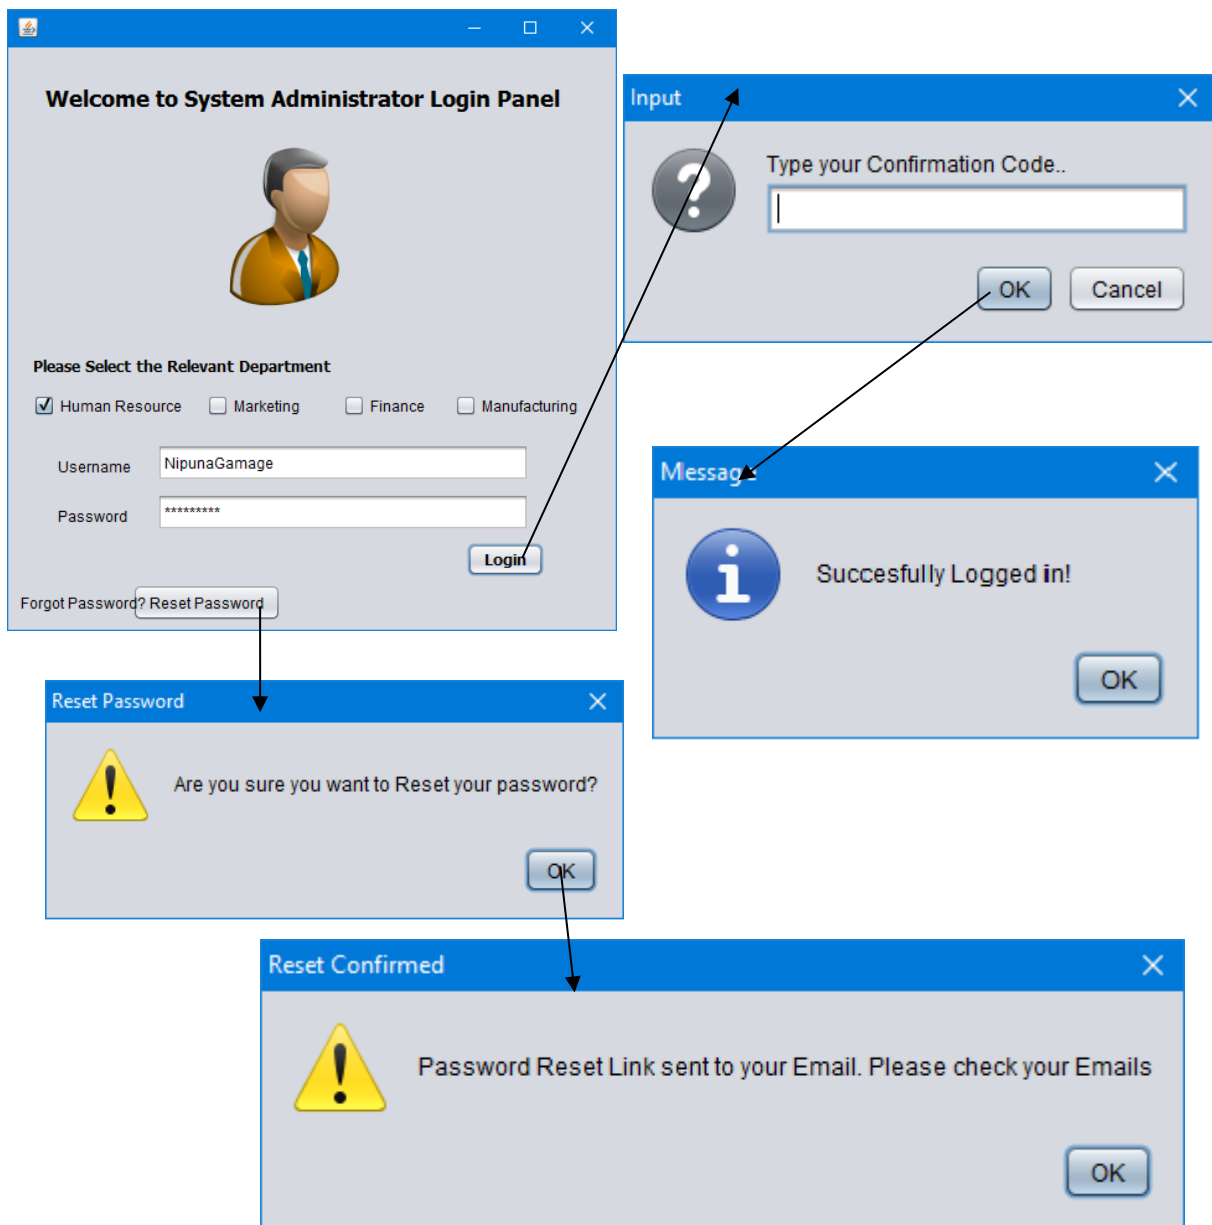 Welcome to System Administrator Login Panel
Please Select the Relevant Department
Human Resource Marketing Finance Manufacturing
Username NipunaGamage
Password *********
Login
Forgot Password? Reset Password
Input
Type your Confirmation Code..
OK Cancel
Message
Succesfully Logged in!
OK
Reset Password
Are you sure you want to Reset your password?
OK
Reset Confirmed
Password Reset Link sent to your Email. Please check your Emails
OK